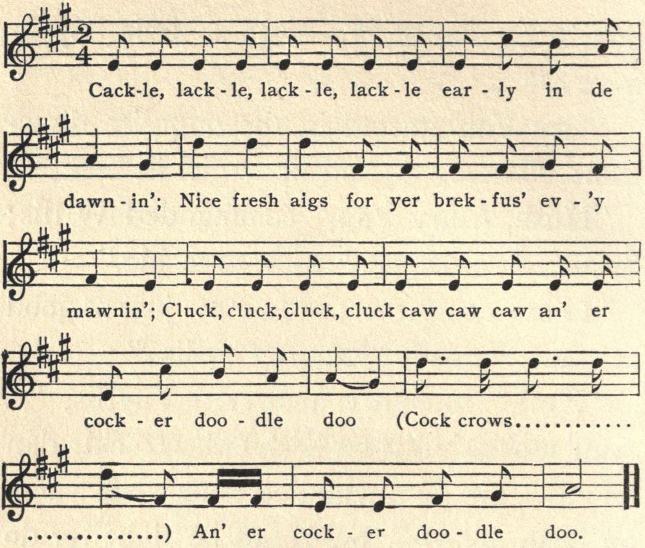 2
4
Cack-le, lack-le, lack-le, lack-le ear-ly in de
dawn-in'; Nice fresh aigs for yer brek-fus' ev-'y
mawnin'; Cluck, cluck, cluck, cluck caw caw caw an' er
cock-er doo-dle doo (Cock crows............
..............) An' er cock-er doo-dle doo.